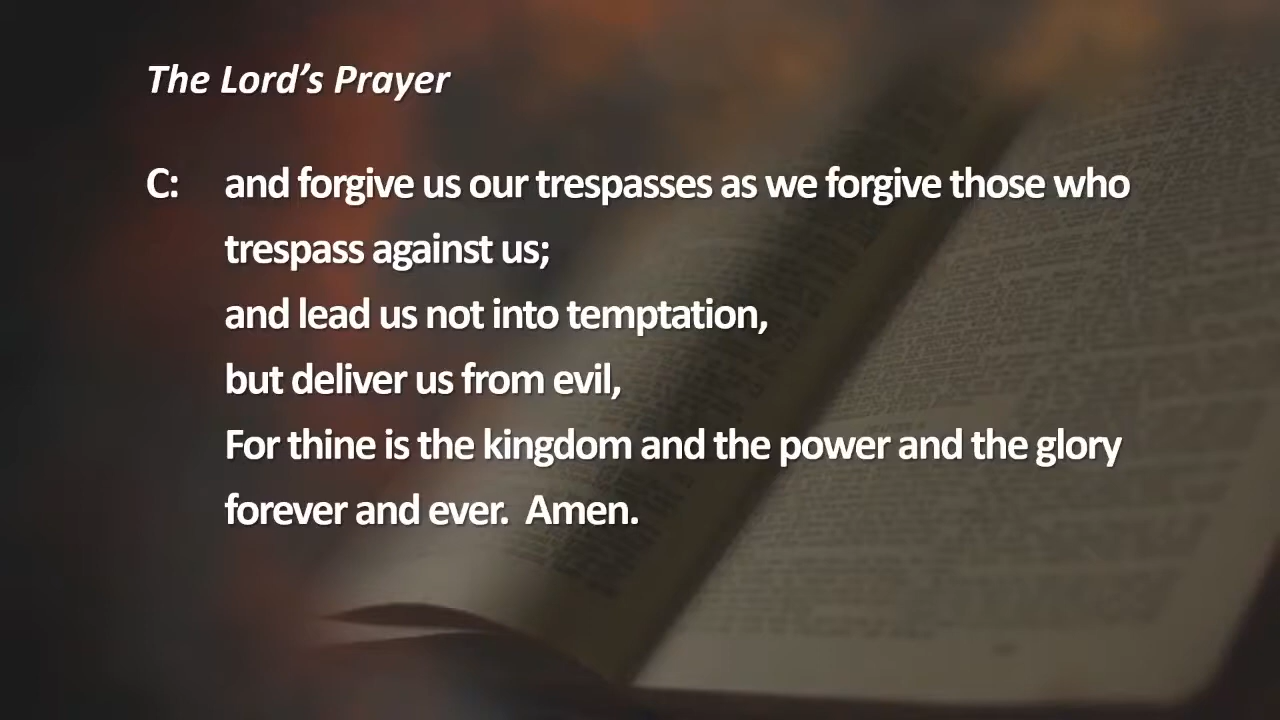 The Lord’s Prayer
C: and forgive us our trespasses as we forgive those who
trespass against us;
and lead us not into temptation,
but deliver us from evil,
For thine is the kingdom and the power and the glory
forever and ever. Amen.